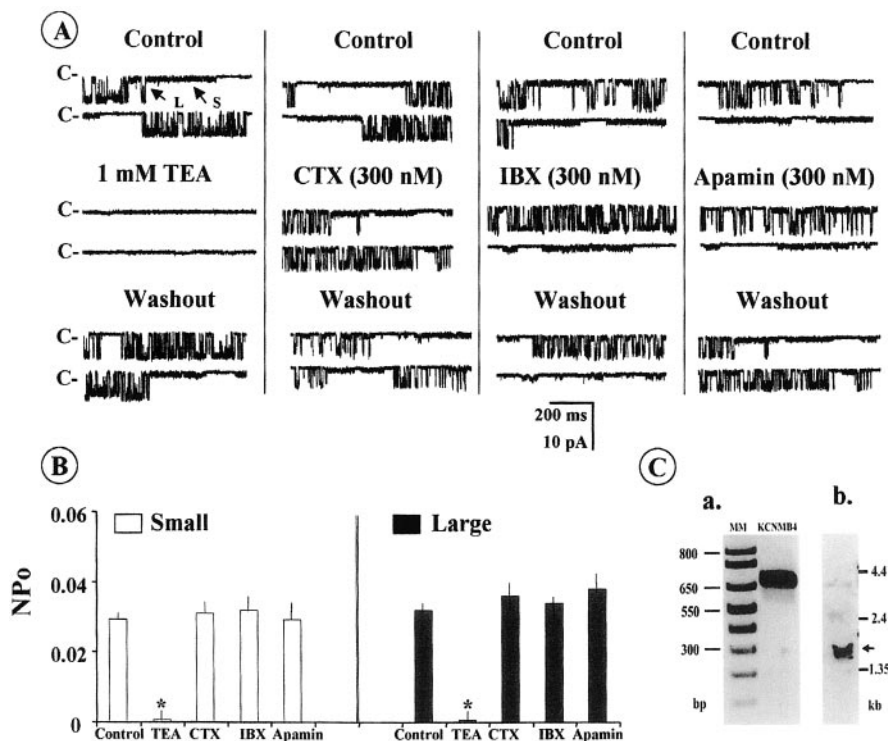 A
Control Control Control Control
C-
L S
C-
1 mM TEA CTX (300 nM) IBX (300 nM) Apamin (300 nM)
C-
C-
Washout Washout Washout Washout
C-
C-
200 ms
10 pA
B
Small Large
NPo
0.06
0.04
0.02
0
* *
Control TEA CTX IBX Apamin Control TEA CTX IBX Apamin
C
a. b.
MM KCNMB4
800
650
550
300
bp
4.4
2.4
1.35
kb